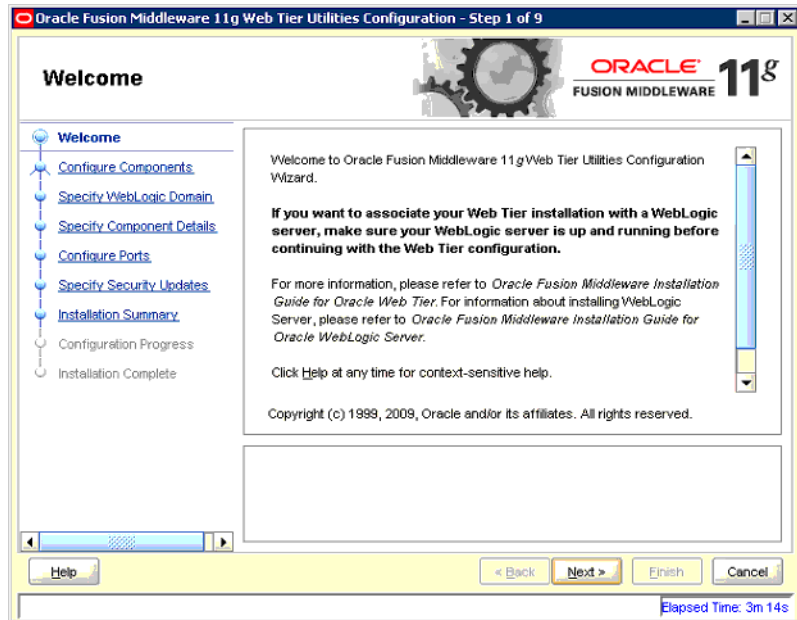 Oracle Fusion Middleware 11g Web Tier Utilities Configuration - Step 1 of 9
Welcome
ORACLE
FUSION MIDDLEWARE
11g
Welcome
Configure Components
Specify WebLogic Domain
Specify Component Details
Configure Ports
Specify Security Updates
Installation Summary
Configuration Progress
Installation Complete
Welcome to Oracle Fusion Middleware 11g Web Tier Utilities Configuration
Wizard.
If you want to associate your Web Tier installation with a WebLogic
server, make sure your WebLogic server is up and running before
continuing with the Web Tier configuration.
For more information, please refer to Oracle Fusion Middleware Installation
Guide for Oracle Web Tier. For information about installing WebLogic
Server, please refer to Oracle Fusion Middleware Installation Guide for
Oracle WebLogic Server.
Click Help at any time for context-sensitive help.
Copyright (c) 1999, 2009, Oracle and/or its affiliates. All rights reserved.
Help
< Back
Next >
Finish
Cancel
Elapsed Time: 3m 14s